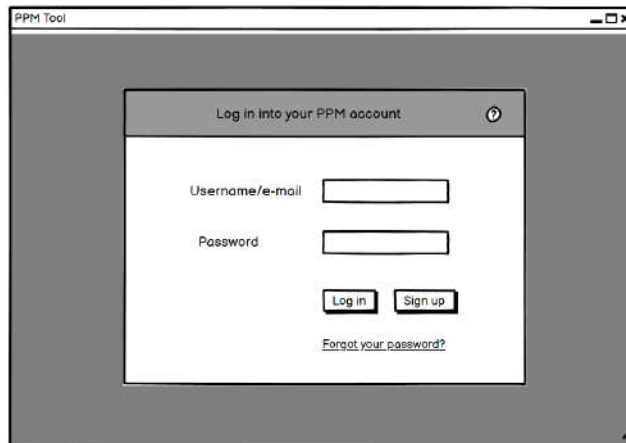 PPM Tool
Log in into your PPM account
?
Username/e-mail
Password
Log in
Sign up
Forgot your password?